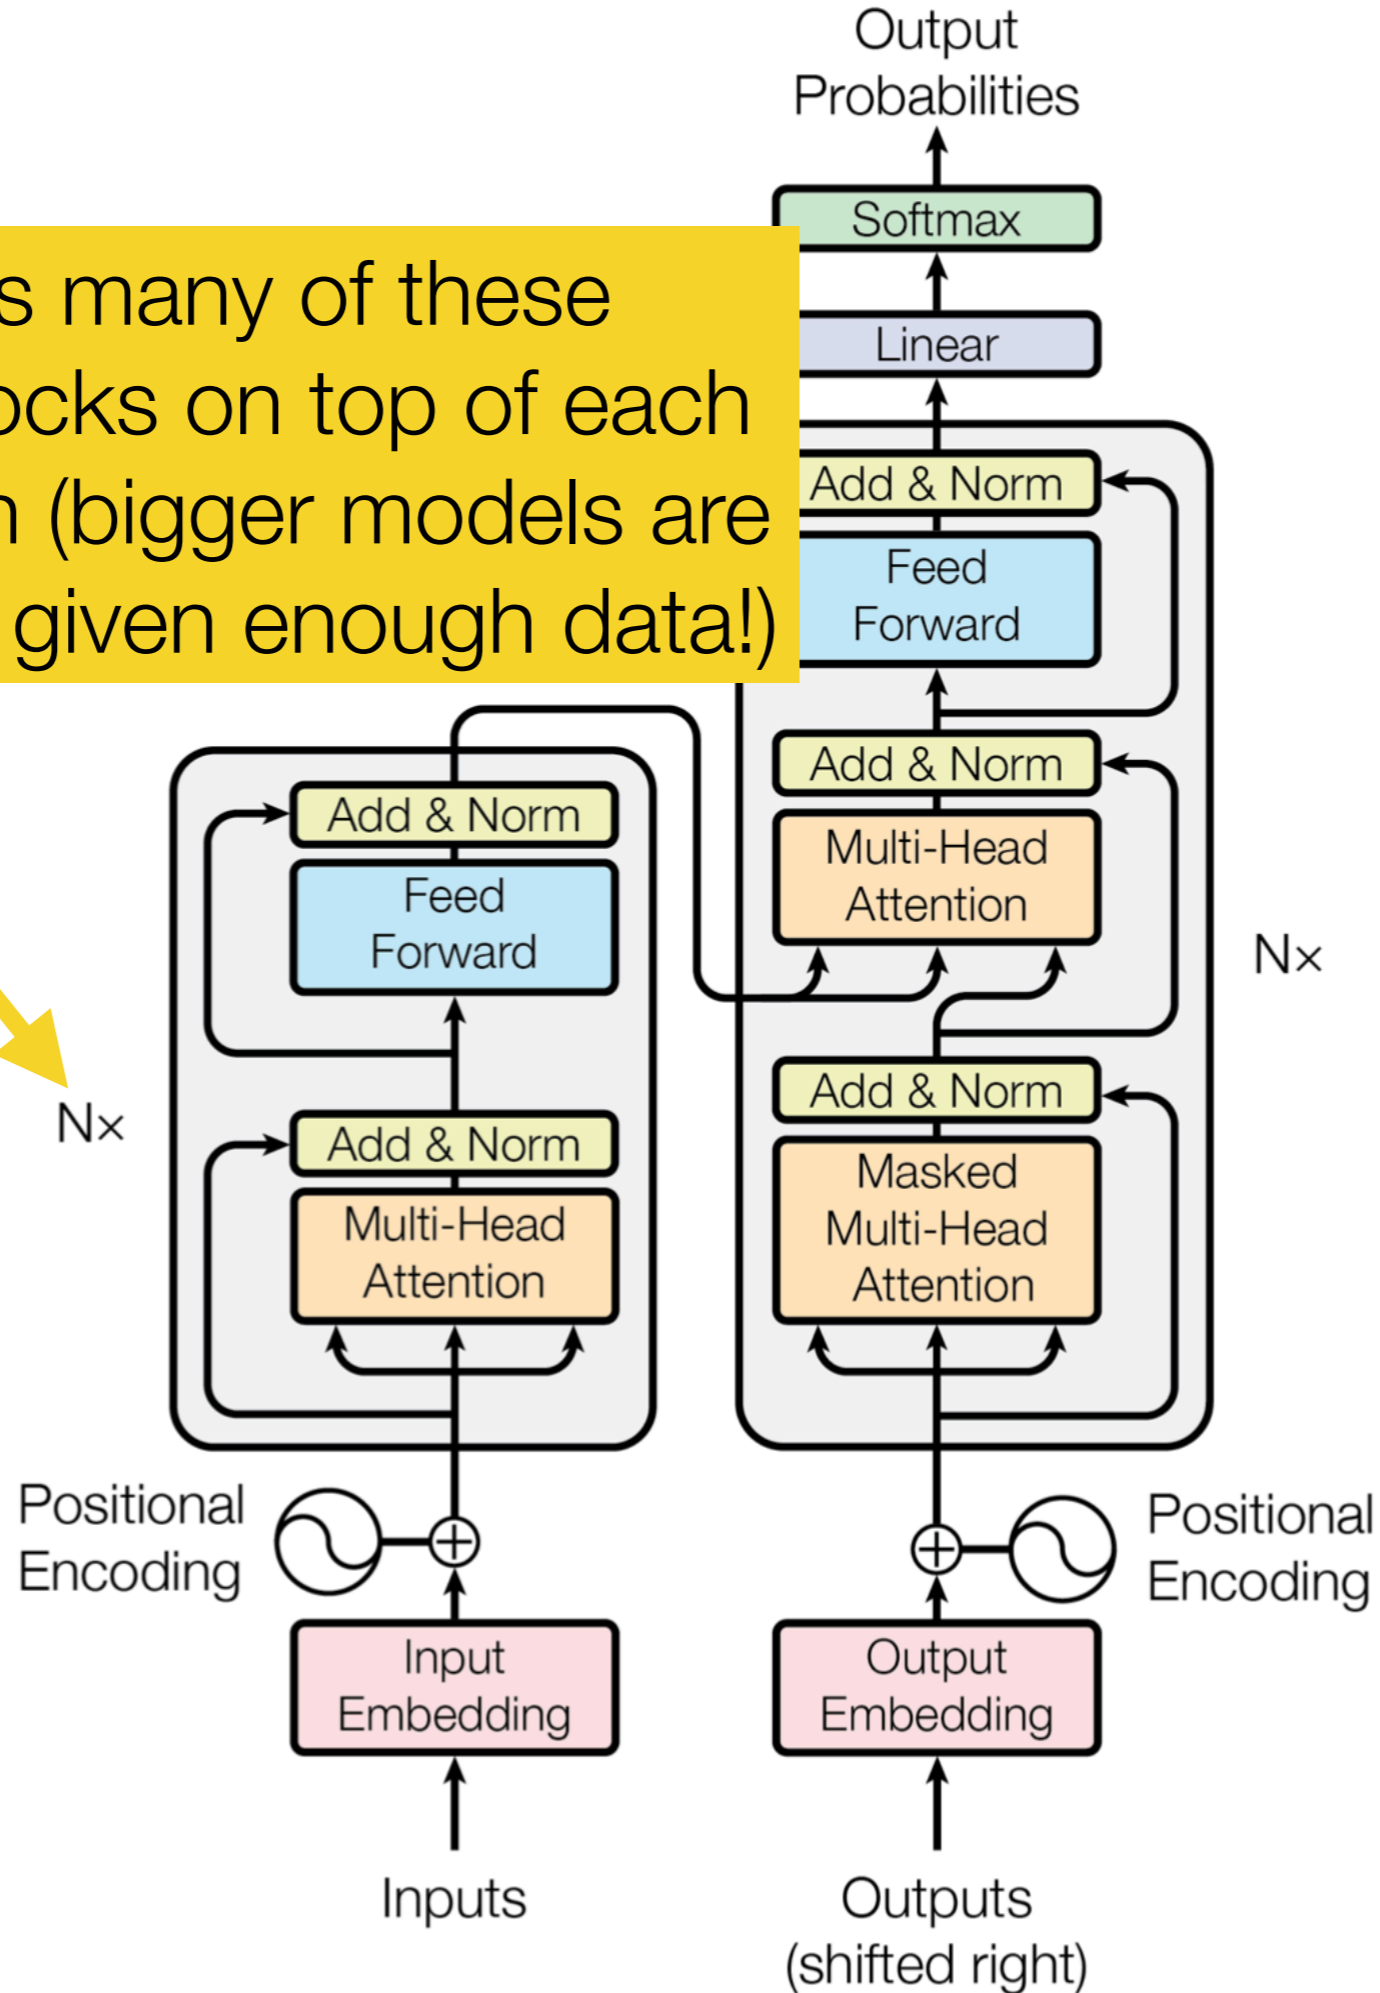 Output
Probabilities
Softmax
s many of these
ocks on top of each
n (bigger models are
given enough data!)
Linear
Add & Norm
Feed
Forward
Add & Norm
Multi-Head
Attention
Nx
Add & Norm
Masked
Multi-Head
Attention
Add & Norm
Feed
Forward
Nx
Add & Norm
Multi-Head
Attention
Positional
Encoding
Positional
Encoding
Input
Embedding
Output
Embedding
Inputs
Outputs
(shifted right)